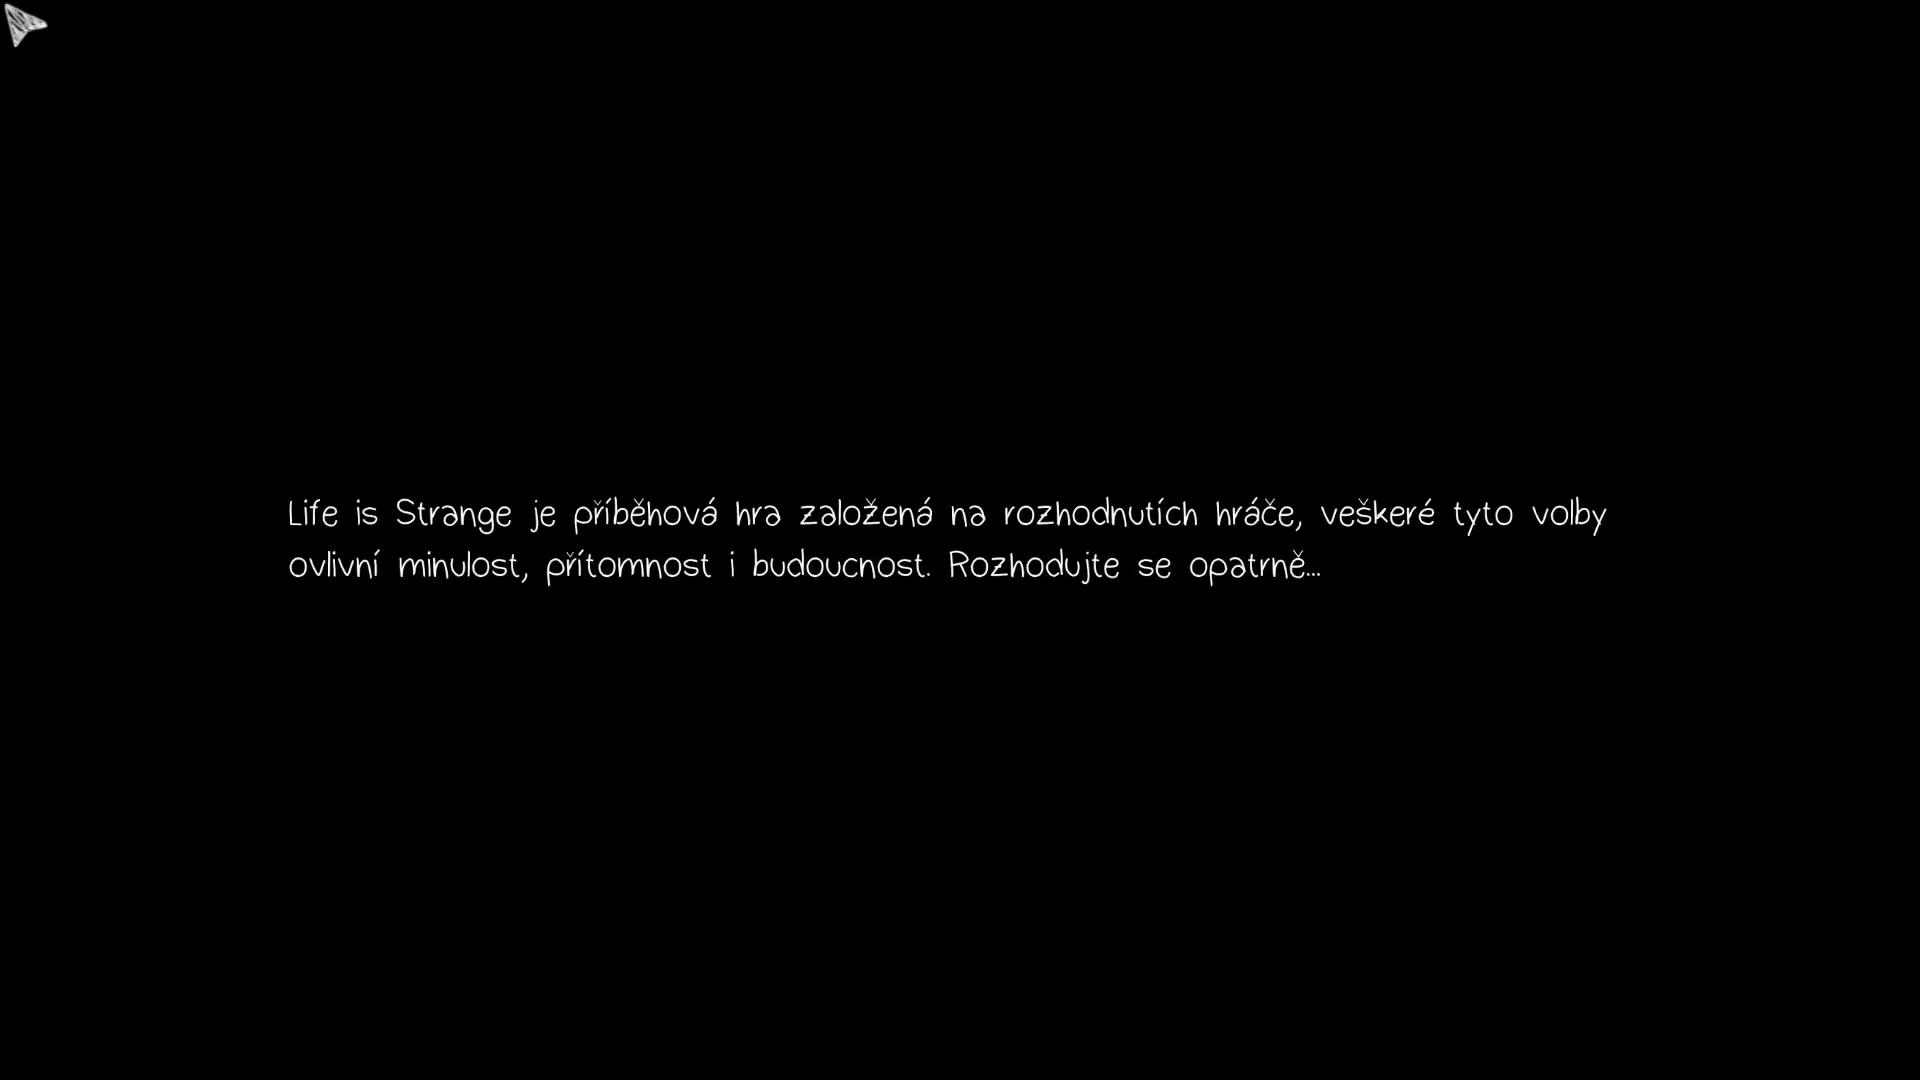 Life is Strange je příběhová hra založená na rozhodnutích hráče, veškeré tyto volby
ovlivní minulost, přítomnost i budoucnost. Rozhodujte se opatrně...